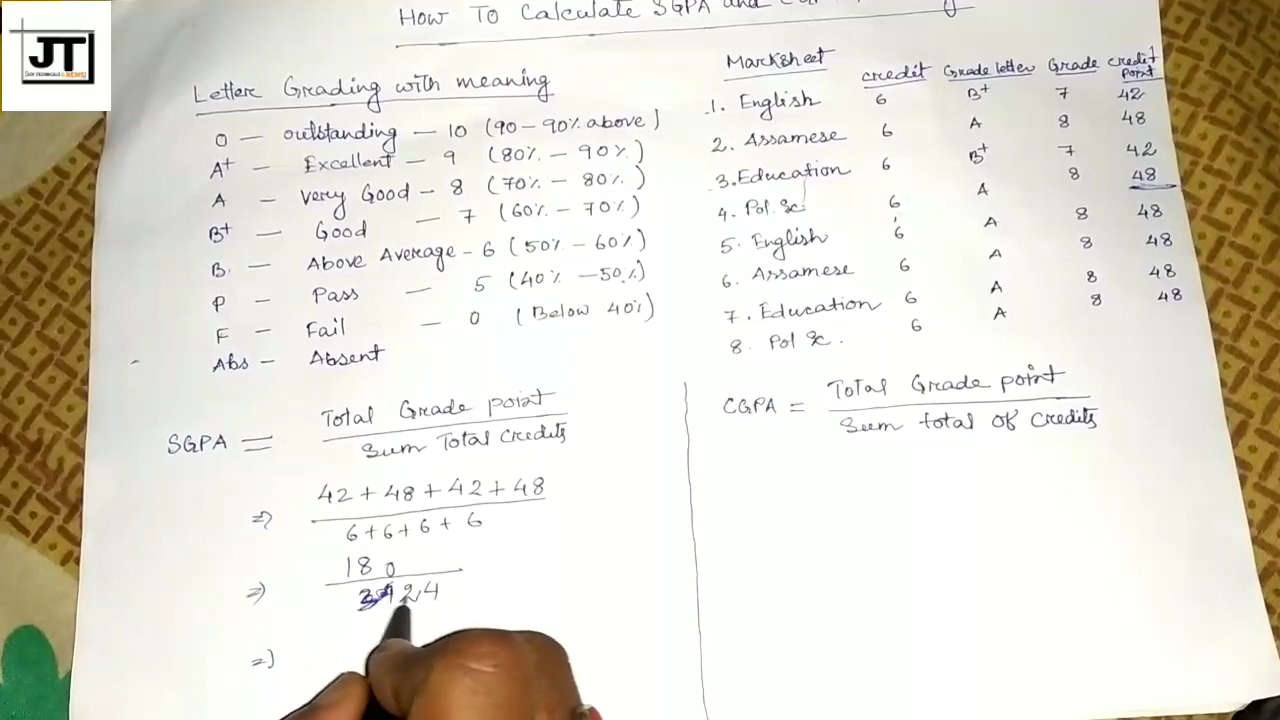 JT
NEWS
How To Calculate SGPA and
Letter Grading with meaning
O — outstanding — 10 (90 – 90% above)
A+ — Excellent — 9 (80% – 90%)
A — Very Good – 8 (70% – 80%)
B+ — Good — 7 (60% – 70%)
B. — Above Average – 6 (50% – 60%)
P — Pass — 5 (40% – 50%)
F — Fail — 0 (Below 40%)
Abs — Absent
Marksheet credit Grade letter Grade credit point
1. English 6 B+ 7 42
2. Assamese 6 A 8 48
3. Education 6 B+ 7 42
4. Pol. Sc. 6 A 8 48
5. English 6 A 8 48
6. Assamese 6 A 8 48
7. Education 6 A 8 48
8. Pol Sc. 6 A 8 48
SGPA = Total Grade point
Sum Total Credits
=> 42 + 48 + 42 + 48
6 + 6 + 6 + 6
=> 180
24
=>
CGPA = Total Grade point
Sum total of Credits